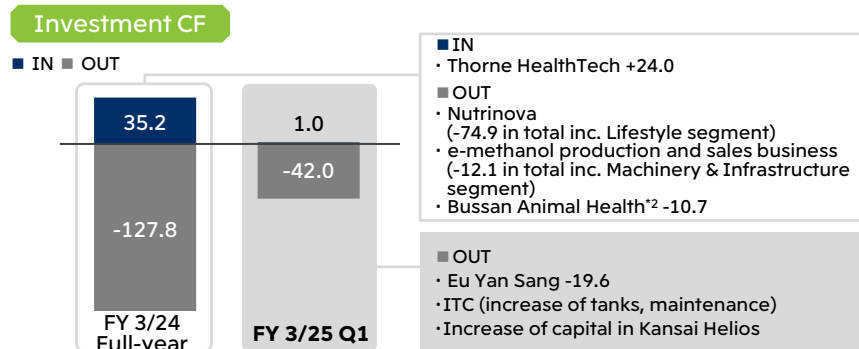 Investment CF
■ IN ■ OUT
35.2
-127.8
FY 3/24
Full-year
1.0
-42.0
FY 3/25 Q1
■ IN
・Thorne HealthTech +24.0
■ OUT
・Nutrinova
(-74.9 in total inc. Lifestyle segment)
・e-methanol production and sales business
(-12.1 in total inc. Machinery & Infrastructure
segment)
・Bussan Animal Health*2 -10.7
■ OUT
・Eu Yan Sang -19.6
・ITC (increase of tanks, maintenance)
・Increase of capital in Kansai Helios